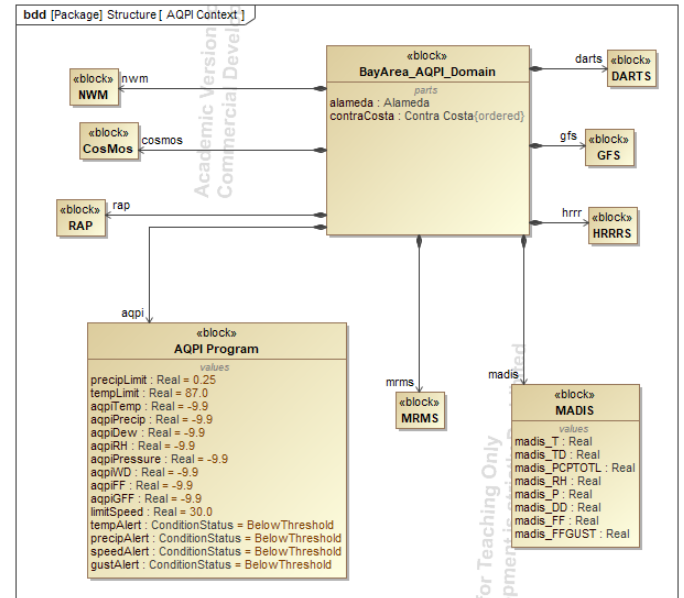 bdd [Package] Structure [ AQPI Context ]
«block»
BayArea_AQPI_Domain
parts
alameda : Alameda
contraCosta : Contra Costa{ordered}
nwm
«block»
NWM
cosmos
«block»
CosMos
rap
«block»
RAP
darts
«block»
DARTS
gfs
«block»
GFS
hrrr
«block»
HRRRS
aqpi
«block»
AQPI Program
values
precipLimit : Real = 0.25
tempLimit : Real = 87.0
aqpiTemp : Real = -9.9
aqpiPrecip : Real = -9.9
aqpiDew : Real = -9.9
aqpiRH : Real = -9.9
aqpiPressure : Real = -9.9
aqpiWD : Real = -9.9
aqpiFF : Real = -9.9
aqpiGFF : Real = -9.9
limitSpeed : Real = 30.0
tempAlert : ConditionStatus = BelowThreshold
precipAlert : ConditionStatus = BelowThreshold
speedAlert : ConditionStatus = BelowThreshold
gustAlert : ConditionStatus = BelowThreshold
mrms
«block»
MRMS
madis
«block»
MADIS
values
madis_T : Real
madis_TD : Real
madis_PCPTOTL : Real
madis_RH : Real
madis_P : Real
madis_DD : Real
madis_FF : Real
madis_FFGUST : Real
Academic Version
Commercial Develo
for Teaching Only